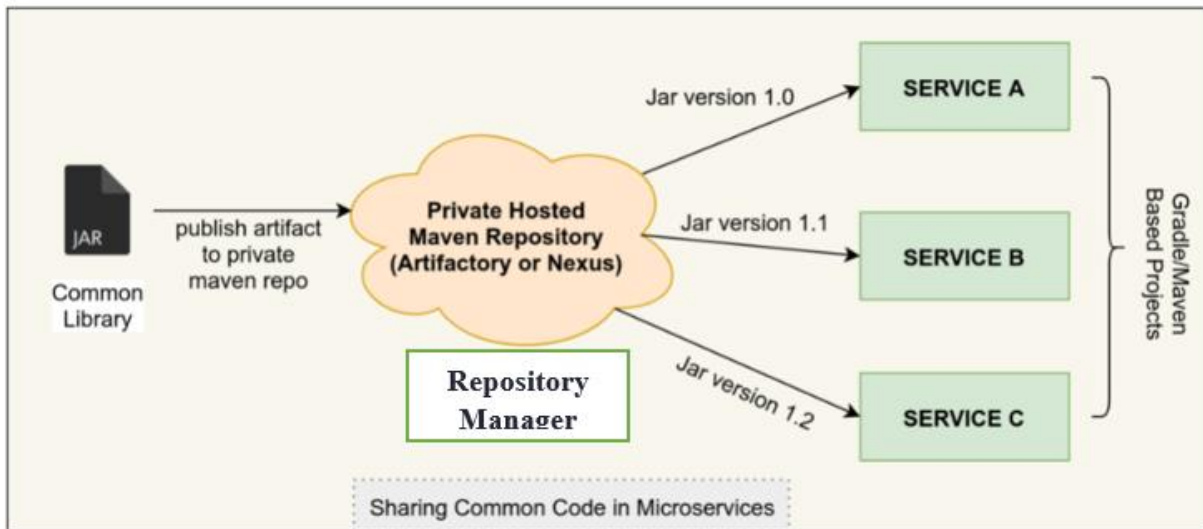 JAR
Common
Library
publish artifact
to private
maven repo
Private Hosted
Maven Repository
(Artifactory or Nexus)
Repository
Manager
Jar version 1.0
Jar version 1.1
Jar version 1.2
SERVICE A
SERVICE B
SERVICE C
Gradle/Maven
Based Projects
Sharing Common Code in Microservices